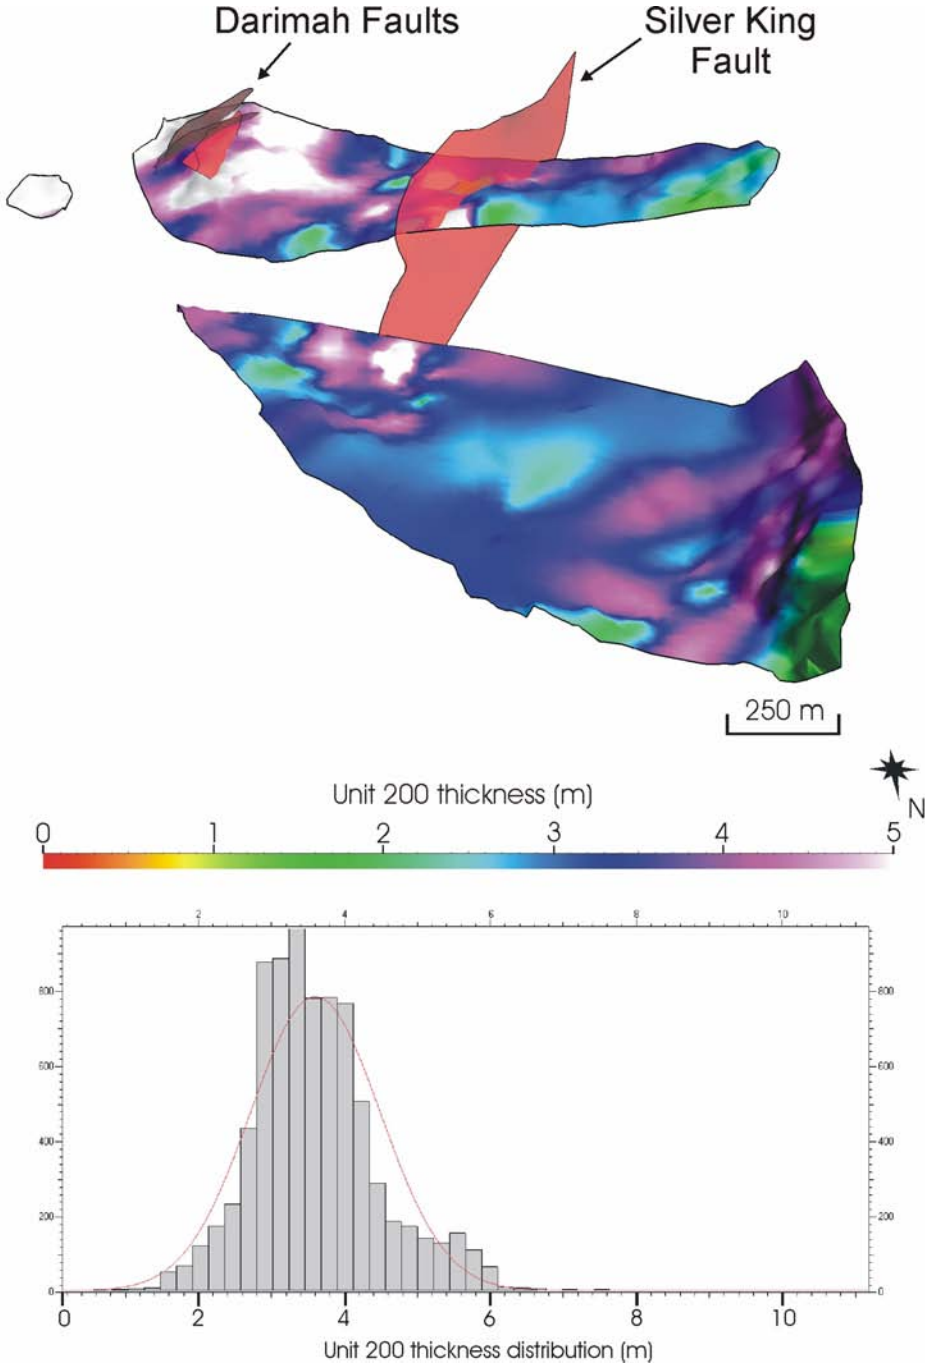 Darimah Faults
Silver King
Fault
250 m
N
Unit 200 thickness (m)
0 1 2 3 4 5
2 4 6 8 10
800 800
600 600
400 400
200 200
0 0
0 2 4 6 8 10
Unit 200 thickness distribution (m)